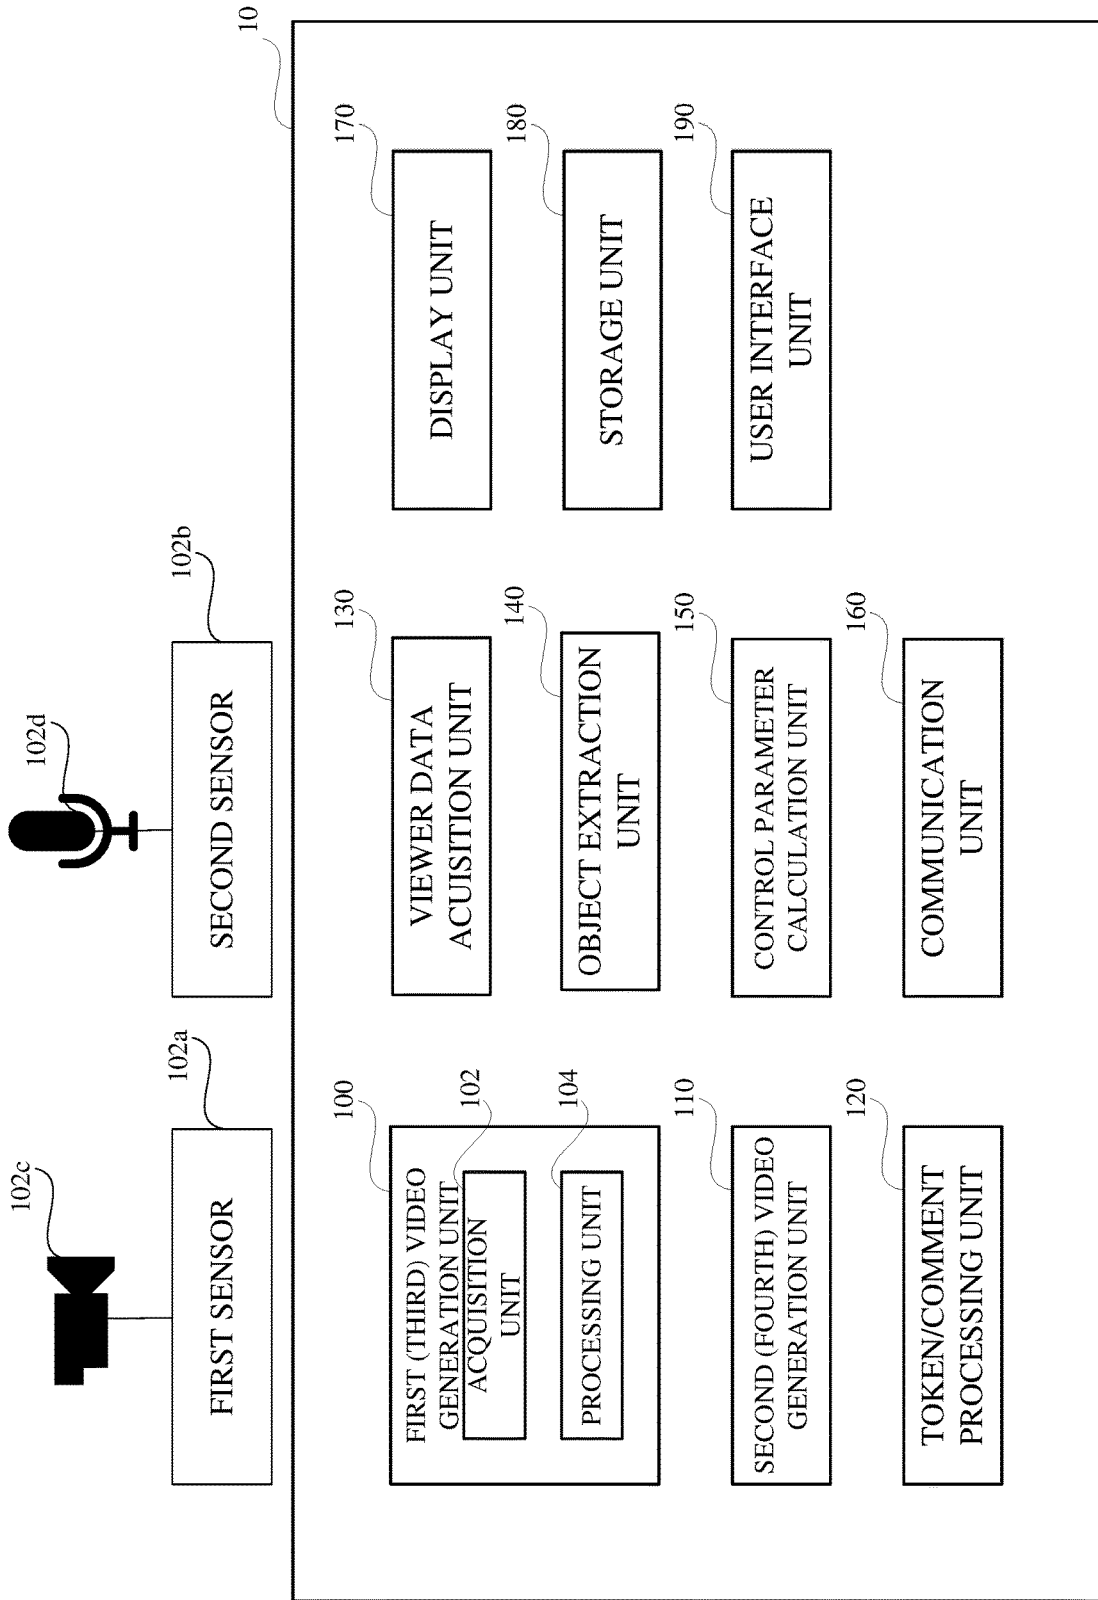 102c
102d
FIRST SENSOR
102a
SECOND SENSOR
102b
10
100
FIRST (THIRD) VIDEO
GENERATION UNIT
102
ACQUISITION
UNIT
104
PROCESSING UNIT
110
SECOND (FOURTH) VIDEO
GENERATION UNIT
120
TOKEN/COMMENT
PROCESSING UNIT
130
VIEWER DATA
ACUISITION UNIT
140
OBJECT EXTRACTION
UNIT
150
CONTROL PARAMETER
CALCULATION UNIT
160
COMMUNICATION
UNIT
170
DISPLAY UNIT
180
STORAGE UNIT
190
USER INTERFACE
UNIT